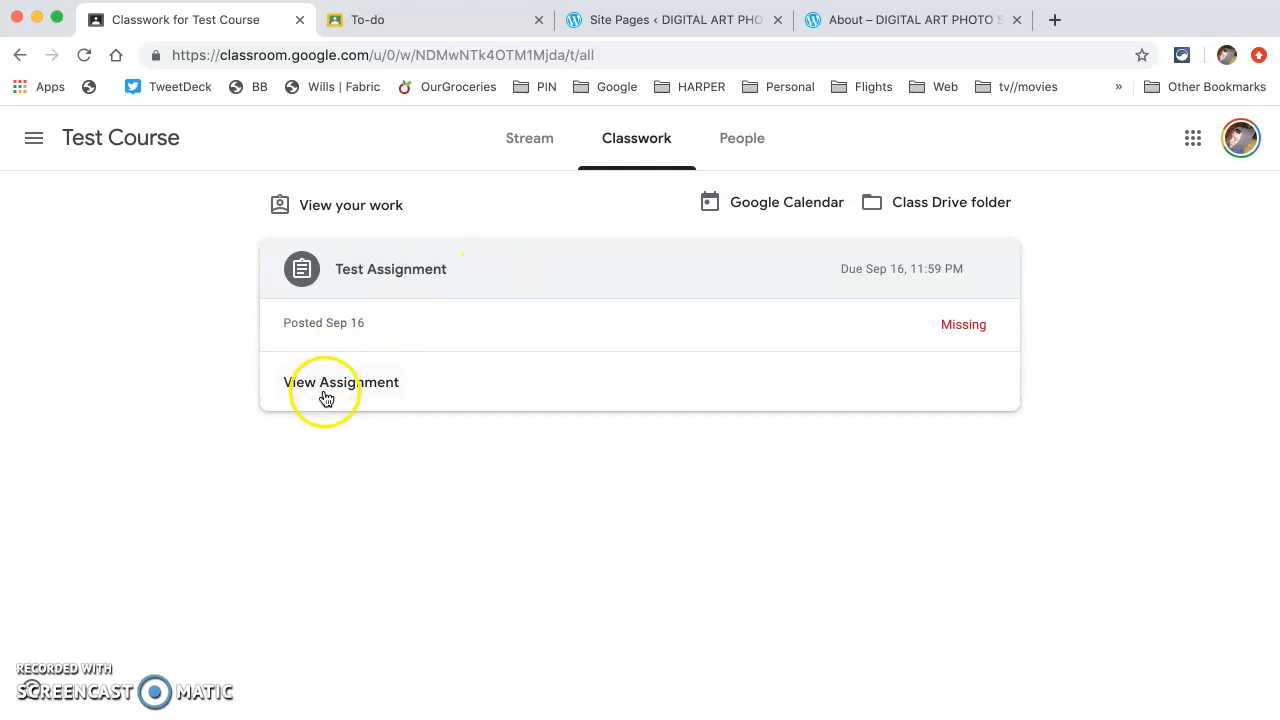 Classwork for Test Course
To-do
Site Pages ‹ DIGITAL ART PHO
About – DIGITAL ART PHOTO S
https://classroom.google.com/u/0/w/NDMwNTk4OTM1Mjda/t/all
Apps TweetDeck BB Wills | Fabric OurGroceries PIN Google HARPER Personal Flights Web tv//movies » Other Bookmarks
Test Course Stream Classwork People
View your work Google Calendar Class Drive folder
Test Assignment Due Sep 16, 11:59 PM
Posted Sep 16 Missing
View Assignment
RECORDED WITH
SCREENCAST MATIC